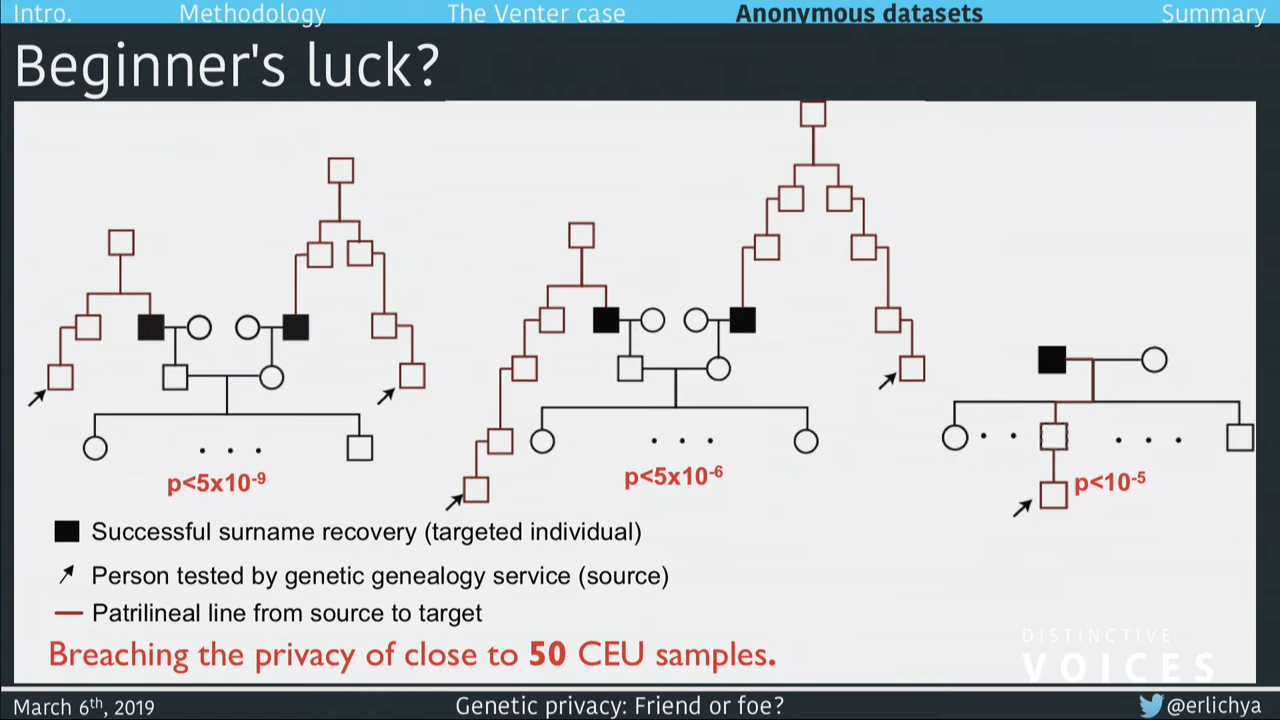 Intro. Methodology The Venter case Anonymous datasets Summary
Beginner's luck?
. . .
p<5x10⁻⁹
. . .
p<5x10⁻⁶
. . . . .
p<10⁻⁵
Successful surname recovery (targeted individual)
Person tested by genetic genealogy service (source)
Patrilineal line from source to target
Breaching the privacy of close to 50 CEU samples.
DISTINCTIVE
VOICES
March 6th, 2019 Genetic privacy: Friend or foe? @erlichya